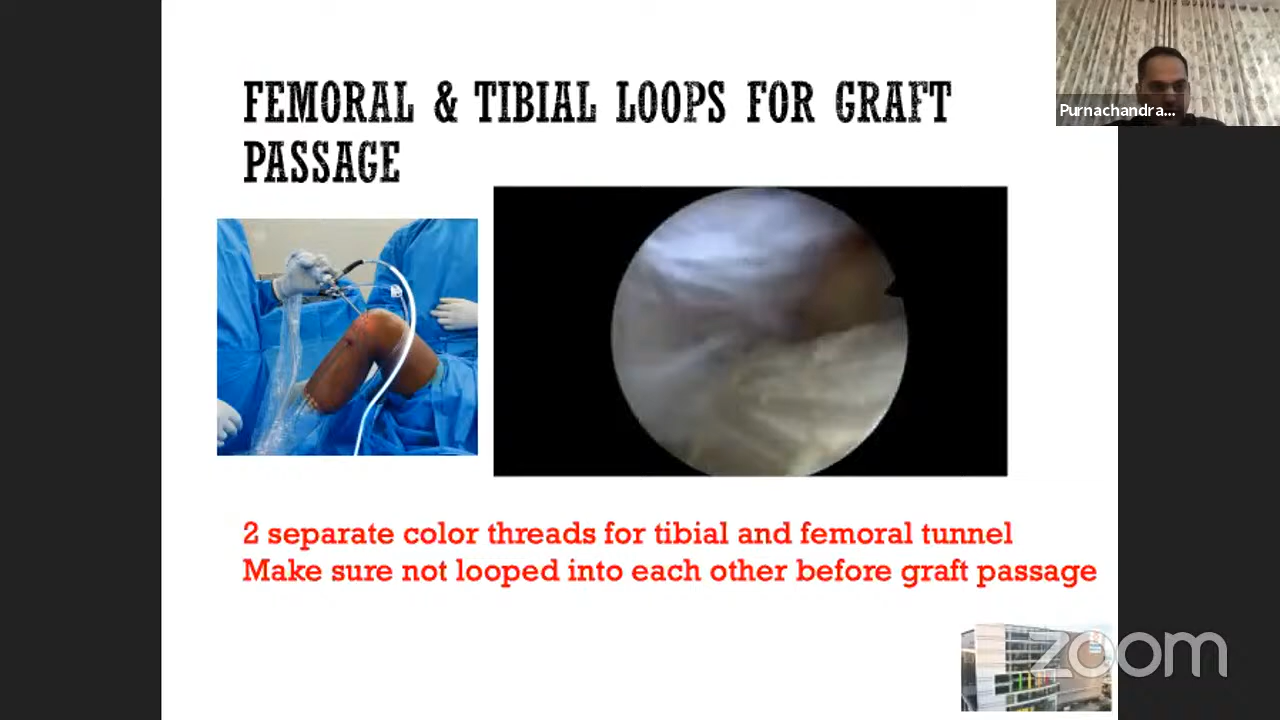 FEMORAL & TIBIAL LOOPS FOR GRAFT
PASSAGE
Purnachandra...
2 separate color threads for tibial and femoral tunnel
Make sure not looped into each other before graft passage
zoom